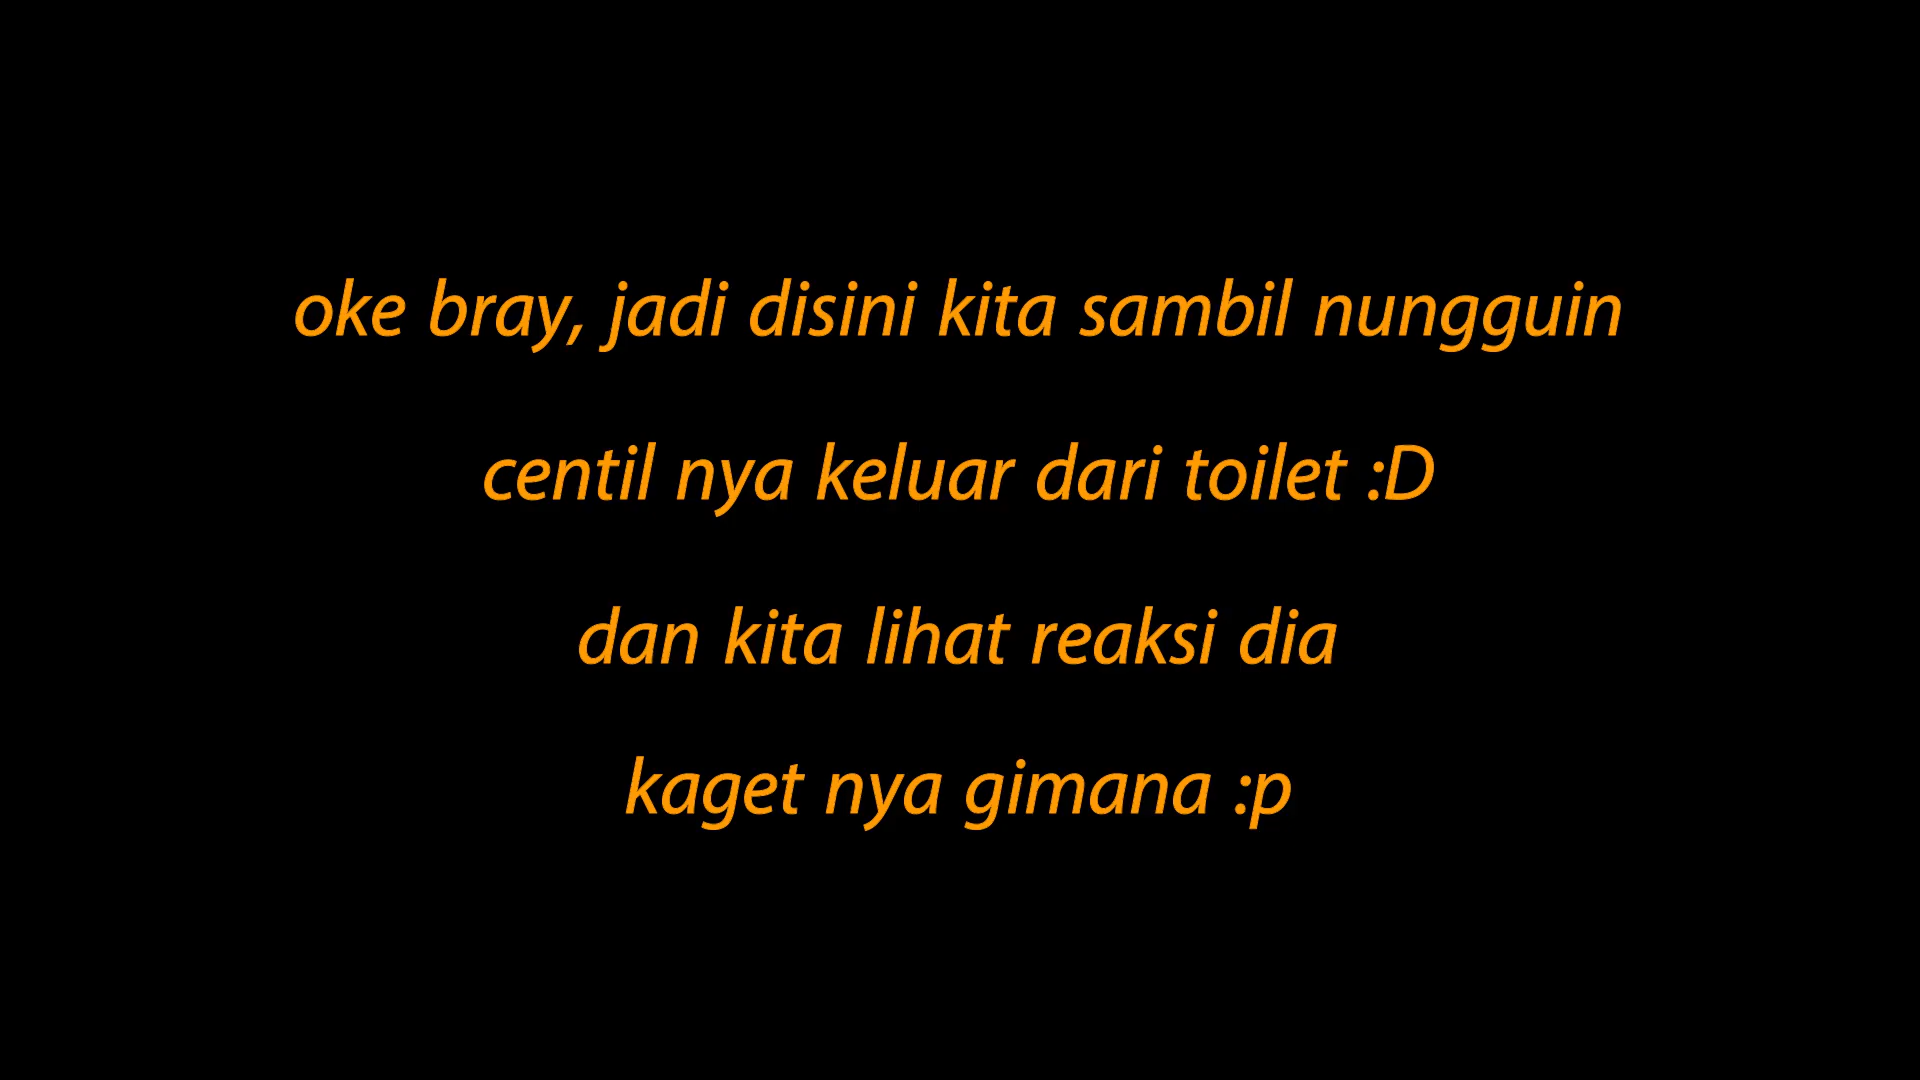 oke bray, jadi disini kita sambil nungguin
centil nya keluar dari toilet :D
dan kita lihat reaksi dia
kaget nya gimana :p